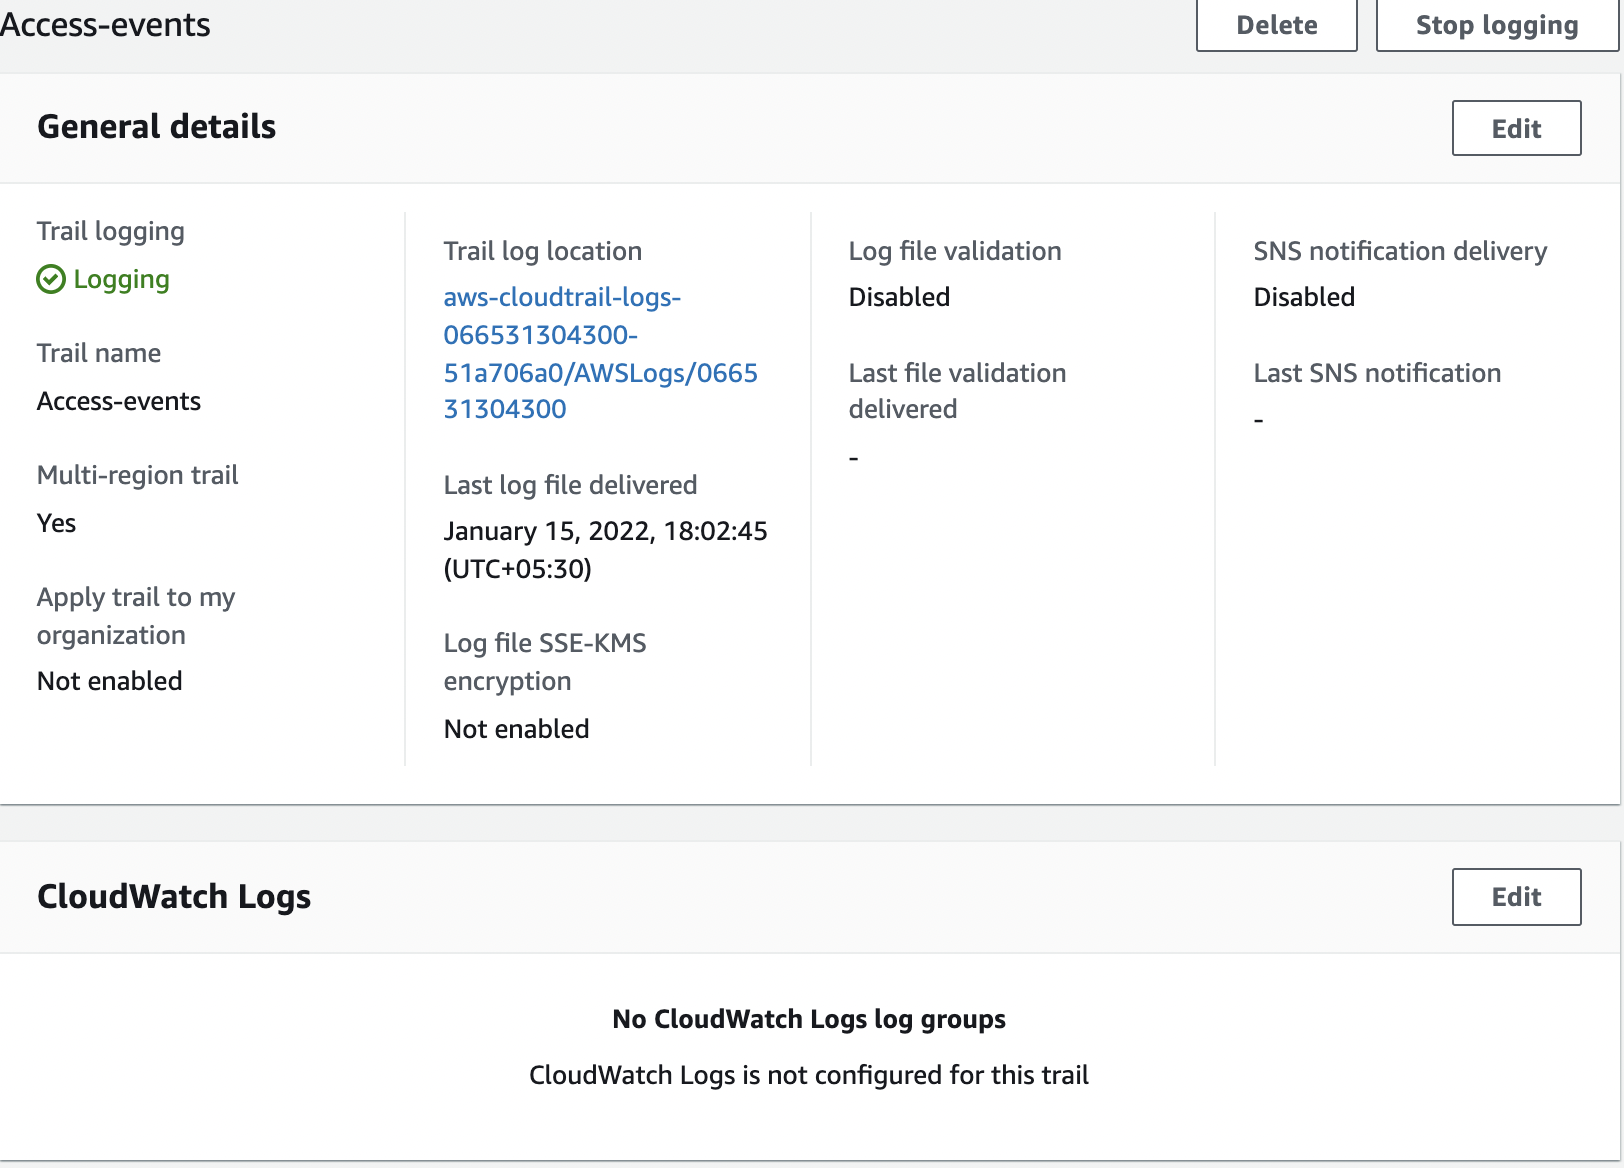 Access-events
Delete
Stop logging
General details
Edit
Trail logging
Logging
Trail name
Access-events
Multi-region trail
Yes
Apply trail to my
organization
Not enabled
Trail log location
aws-cloudtrail-logs-
066531304300-
51a706a0/AWSLogs/0665
31304300
Last log file delivered
January 15, 2022, 18:02:45
(UTC+05:30)
Log file SSE-KMS
encryption
Not enabled
Log file validation
Disabled
Last file validation
delivered
-
SNS notification delivery
Disabled
Last SNS notification
-
CloudWatch Logs
Edit
No CloudWatch Logs log groups
CloudWatch Logs is not configured for this trail